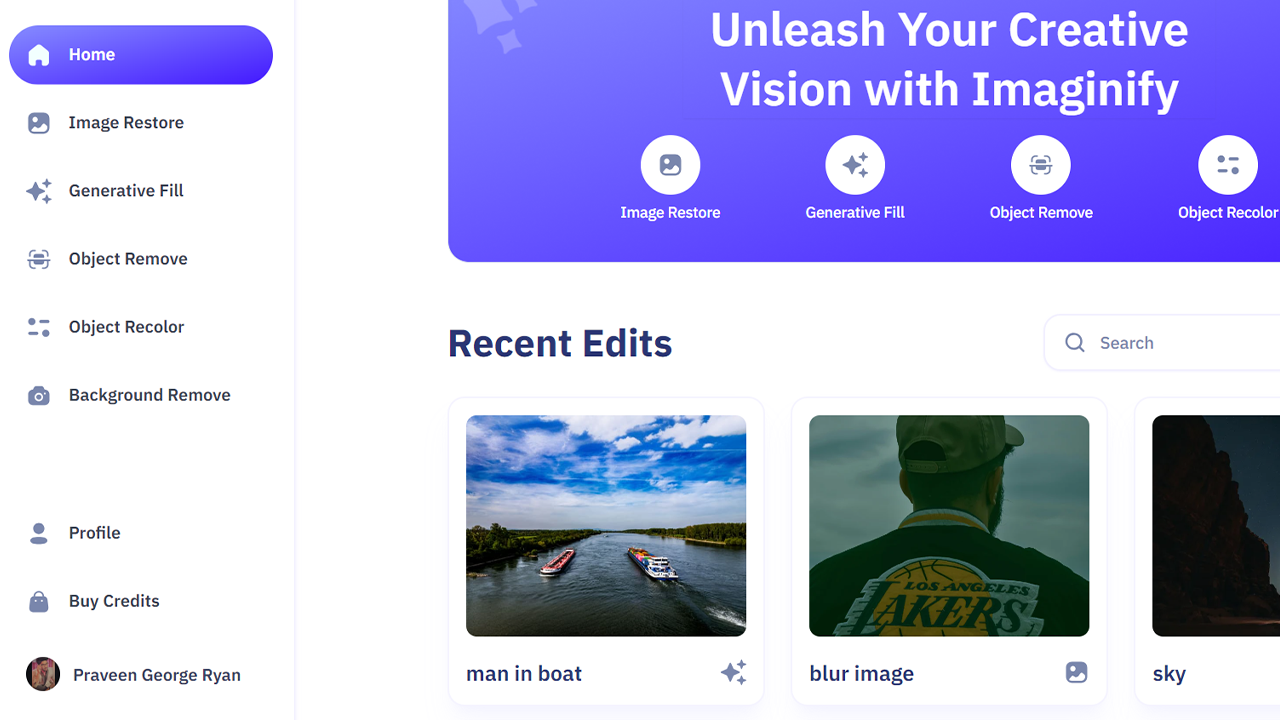 Home
Image Restore
Generative Fill
Object Remove
Object Recolor
Background Remove
Profile
Buy Credits
Praveen George Ryan
Unleash Your Creative
Vision with Imaginify
Image Restore
Generative Fill
Object Remove
Object Recolor
Recent Edits
Search
LOS ANGELES
LAKERS
man in boat
blur image
sky